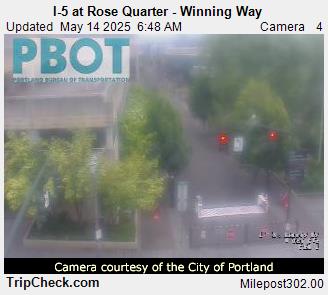 I-5 at Rose Quarter - Winning Way
Updated May 14 2025 6:48 AM Camera 4
PBOT
PORTLAND BUREAU OF TRANSPORTATION
Camera courtesy of the City of Portland
TripCheck.com Milepost302.00